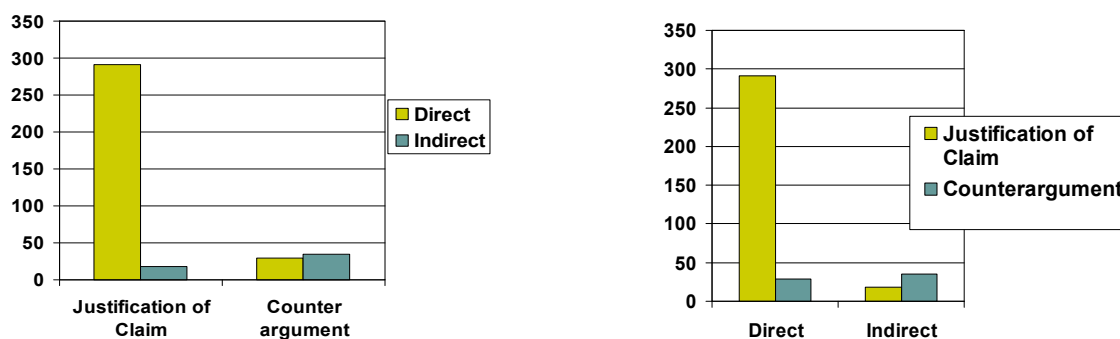 350
300
250
200
150
100
50
0
Justification of
Claim
Counter
argument
Direct
Indirect
350
300
250
200
150
100
50
0
Direct
Indirect
Justification of
Claim
Counterargument